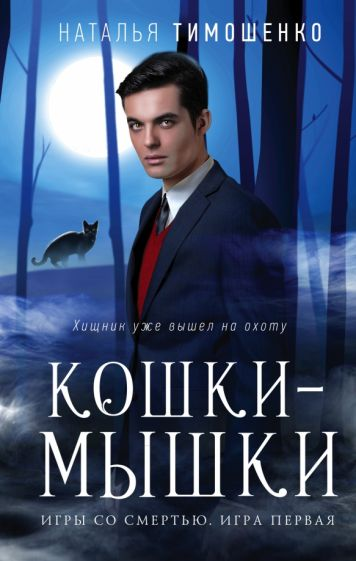 НАТАЛЬЯ ТИМОШЕНКО
Хищник уже вышел на охоту
КОШКИ-
МЫШКИ
ИГРЫ СО СМЕРТЬЮ. ИГРА ПЕРВАЯ